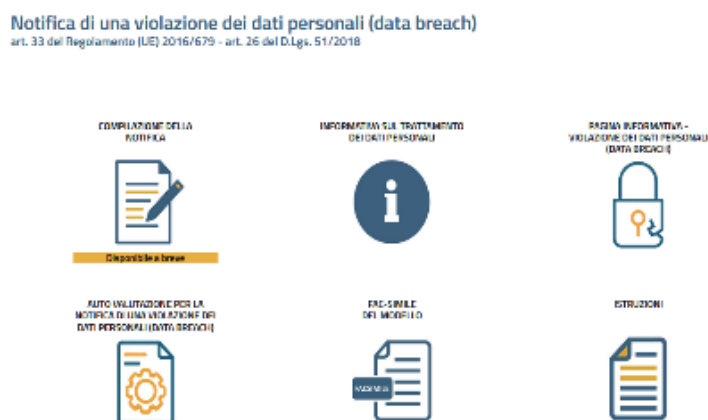 Notifica di una violazione dei dati personali (data breach)
art. 33 del Regolamento (UE) 2016/679 - art. 26 del D.Lgs. 51/2018
COMPILAZIONE DELLA
NOTIFICA
Disponibile a breve
INFORMATIVA SUL TRATTAMENTO
DEI DATI PERSONALI
PAGINA INFORMATIVA -
VIOLAZIONE DEI DATI PERSONALI
(DATA BREACH)
AUTO VALUTAZIONE PER LA
NOTIFICA DI UNA VIOLAZIONE DEI
DATI PERSONALI (DATA BREACH)
FAC-SIMILE
DEL MODELLO
FACSIMILE
ISTRUZIONI